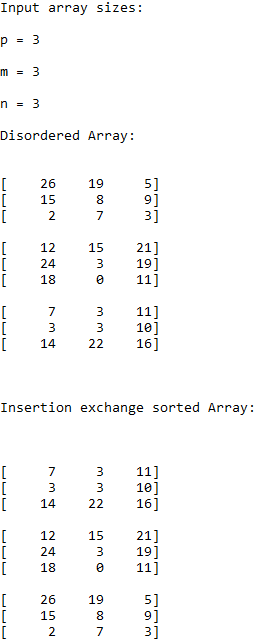 Input array sizes:
p = 3
m = 3
n = 3
Disordered Array:
[    26    19     5]
[    15     8     9]
[     2     7     3]
[    12    15    21]
[    24     3    19]
[    18     0    11]
[     7     3    11]
[     3     3    10]
[    14    22    16]
Insertion exchange sorted Array:
[     7     3    11]
[     3     3    10]
[    14    22    16]
[    12    15    21]
[    24     3    19]
[    18     0    11]
[    26    19     5]
[    15     8     9]
[     2     7     3]